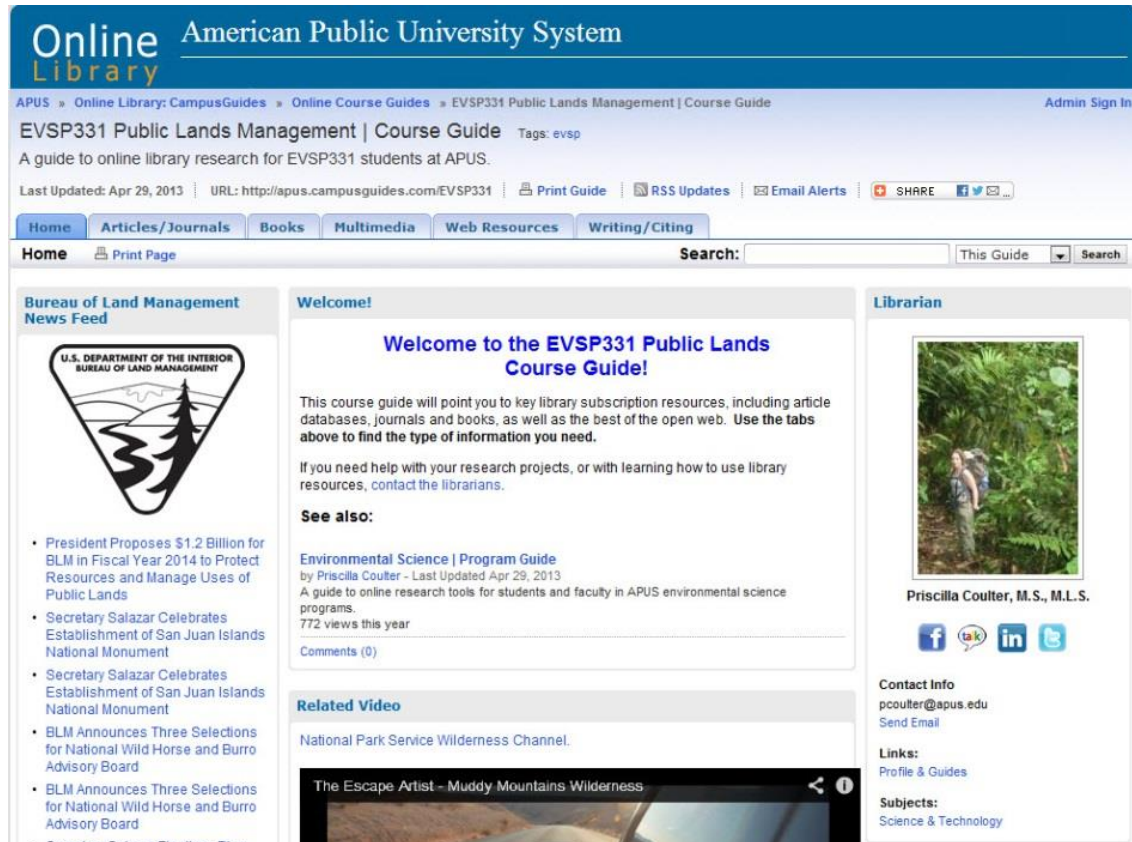 Online
Library
American Public University System
APUS » Online Library: CampusGuides » Online Course Guides » EVSP331 Public Lands Management | Course Guide
Admin Sign In
EVSP331 Public Lands Management | Course Guide Tags: evsp
A guide to online library research for EVSP331 students at APUS.
Last Updated: Apr 29, 2013 URL: http://apus.campusguides.com/EVSP331 Print Guide RSS Updates Email Alerts SHARE ...
Home Articles/Journals Books Multimedia Web Resources Writing/Citing
Home Print Page Search: This Guide Search
Bureau of Land Management
News Feed
U.S. DEPARTMENT OF THE INTERIOR
BUREAU OF LAND MANAGEMENT
• President Proposes $1.2 Billion for
BLM in Fiscal Year 2014 to Protect
Resources and Manage Uses of
Public Lands
• Secretary Salazar Celebrates
Establishment of San Juan Islands
National Monument
• Secretary Salazar Celebrates
Establishment of San Juan Islands
National Monument
• BLM Announces Three Selections
for National Wild Horse and Burro
Advisory Board
• BLM Announces Three Selections
for National Wild Horse and Burro
Advisory Board
Welcome!
Welcome to the EVSP331 Public Lands
Course Guide!
This course guide will point you to key library subscription resources, including article
databases, journals and books, as well as the best of the open web. Use the tabs
above to find the type of information you need.
If you need help with your research projects, or with learning how to use library
resources, contact the librarians.
See also:
Environmental Science | Program Guide
by Priscilla Coulter - Last Updated Apr 29, 2013
A guide to online research tools for students and faculty in APUS environmental science
programs.
772 views this year
Comments (0)
Related Video
National Park Service Wilderness Channel.
The Escape Artist - Muddy Mountains Wilderness
Librarian
Priscilla Coulter, M.S., M.L.S.
f talk in t
Contact Info
pcoulter@apus.edu
Send Email
Links:
Profile & Guides
Subjects:
Science & Technology